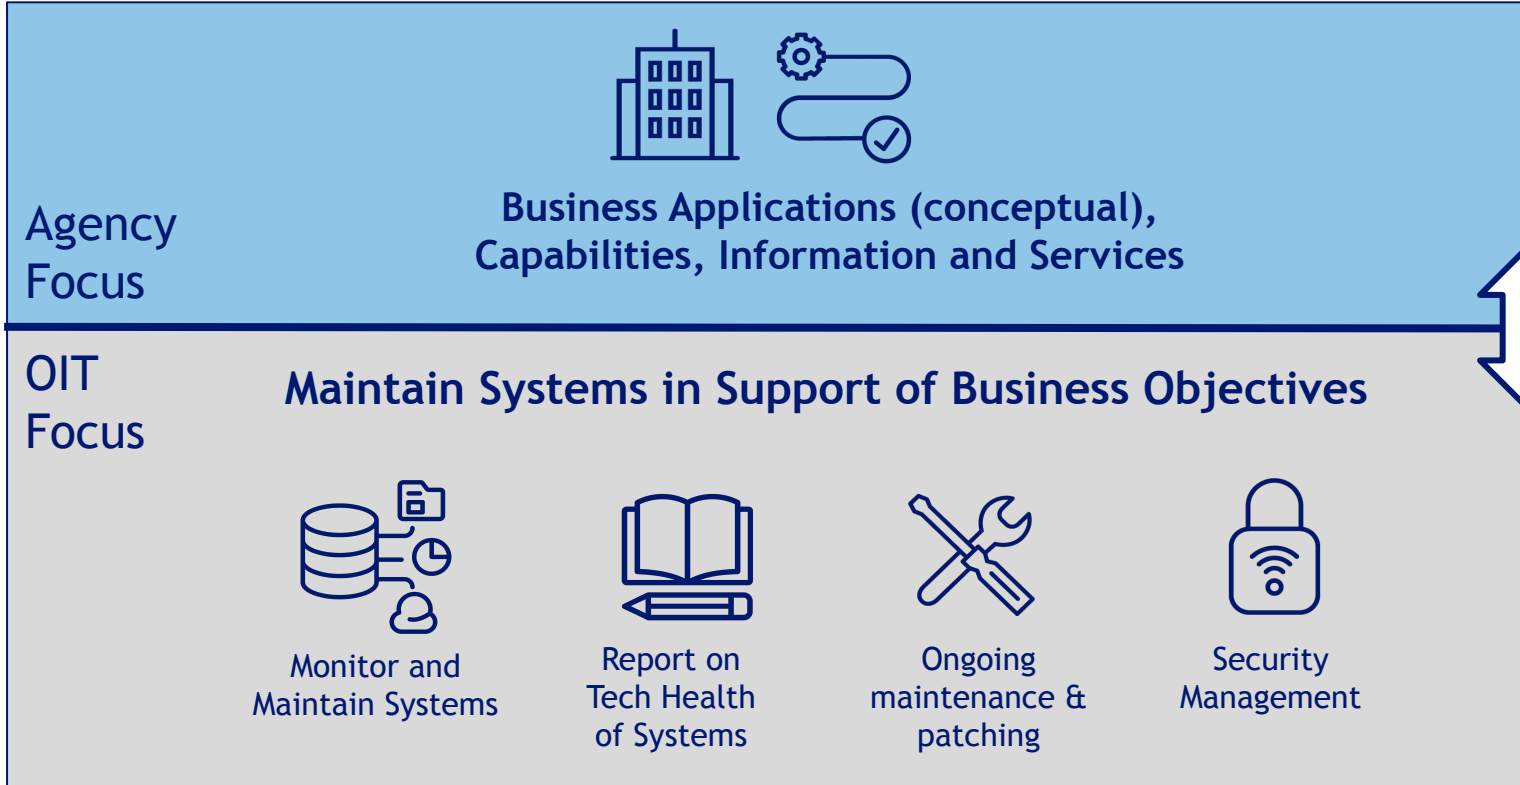 Agency
Focus
Business Applications (conceptual),
Capabilities, Information and Services
OIT
Focus
Maintain Systems in Support of Business Objectives
Monitor and
Maintain Systems
Report on
Tech Health
of Systems
Ongoing
maintenance &
patching
Security
Management